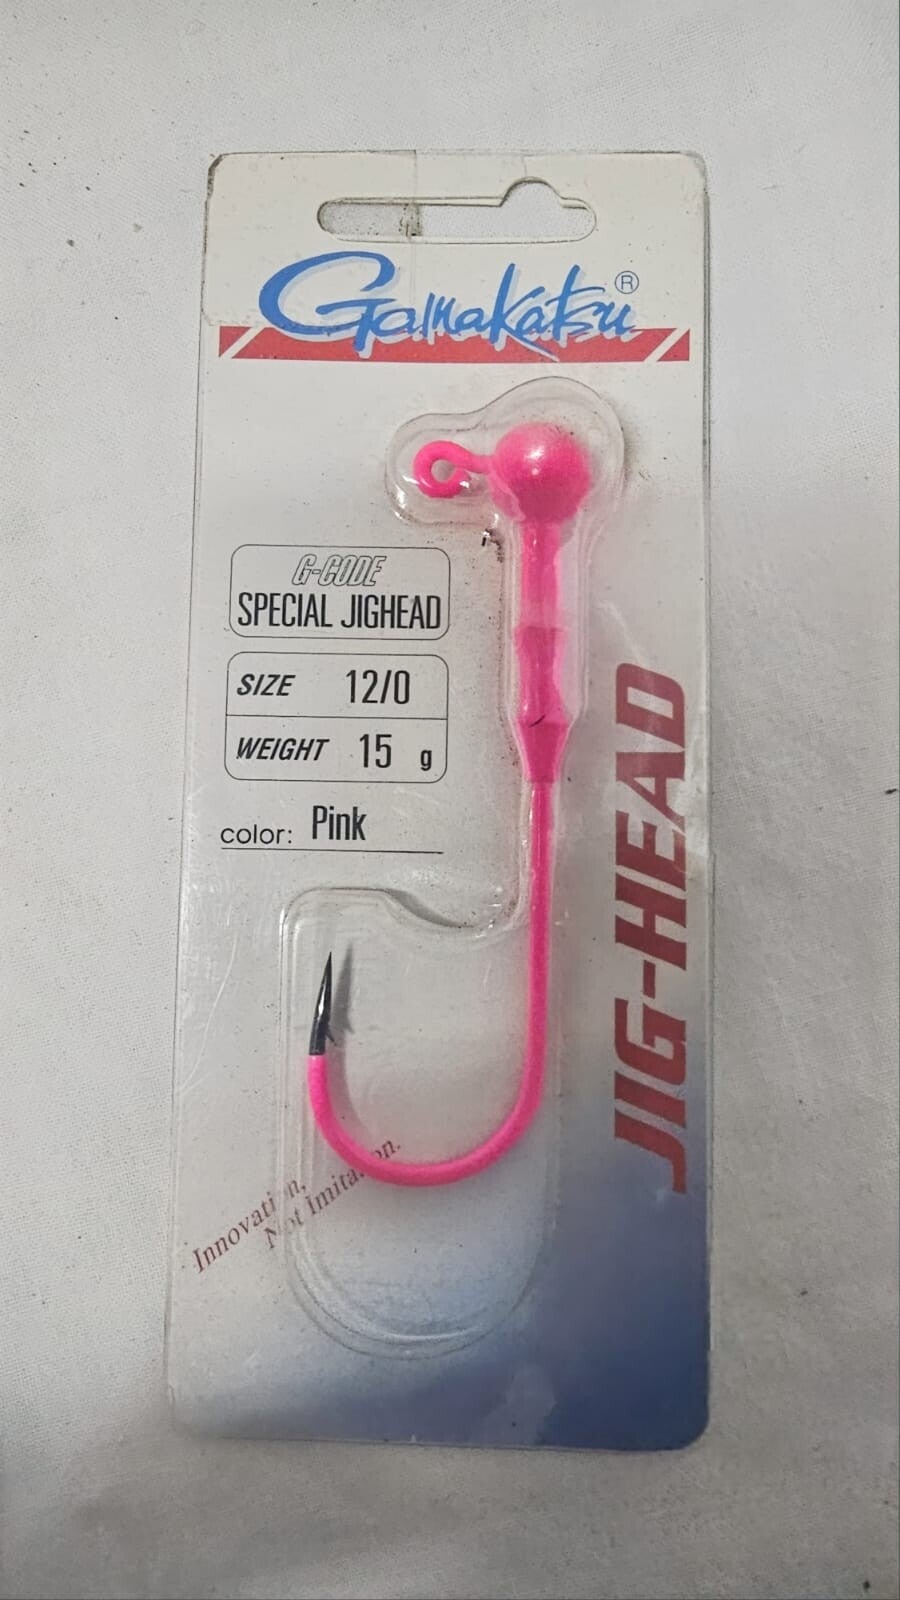 Gamakatsu®
G-CODE
SPECIAL JIGHEAD
SIZE 12/0
WEIGHT 15 g
color: Pink
JIG-HEAD
Innovation,
Not Imitation.